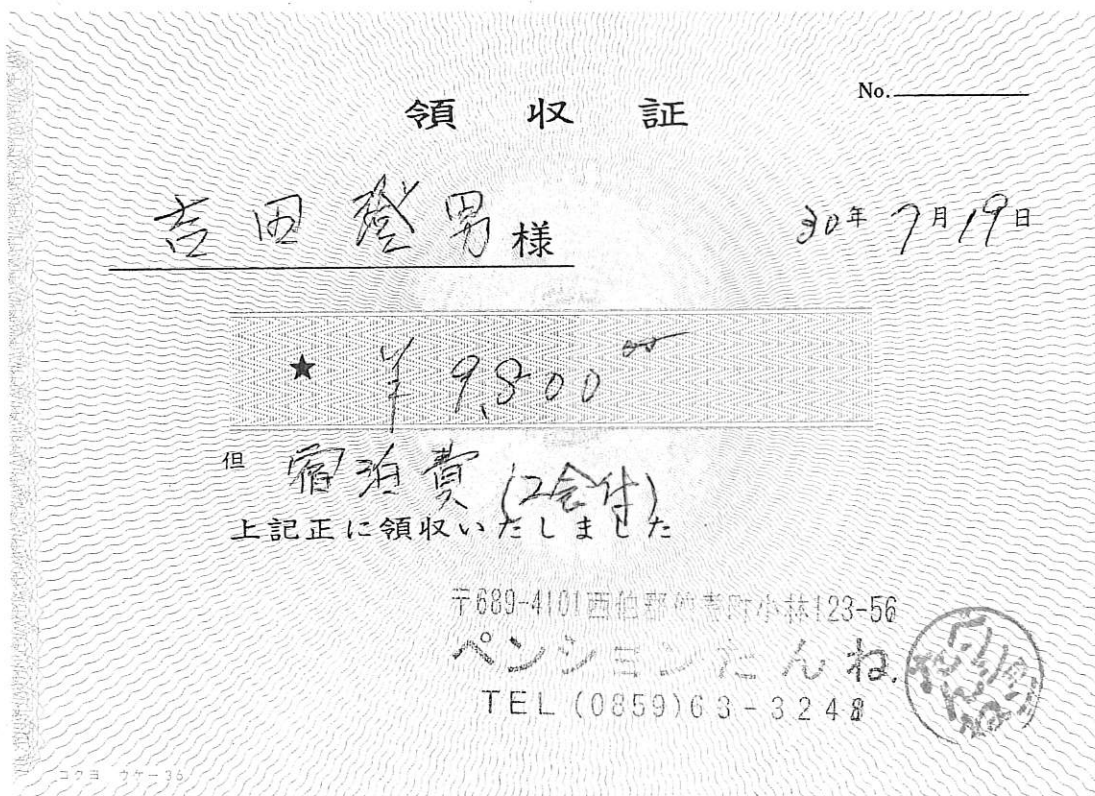 No.
領収証
吉田 登男様
30年 7月 19日
★ ¥9,800
但 宿泊費 (2食付)
上記正に領収いたしました
〒689-4101 西伯郡伯耆町小林123-56
ペンションたんね
TEL (0859)63-3248
コクヨ ウケ-36